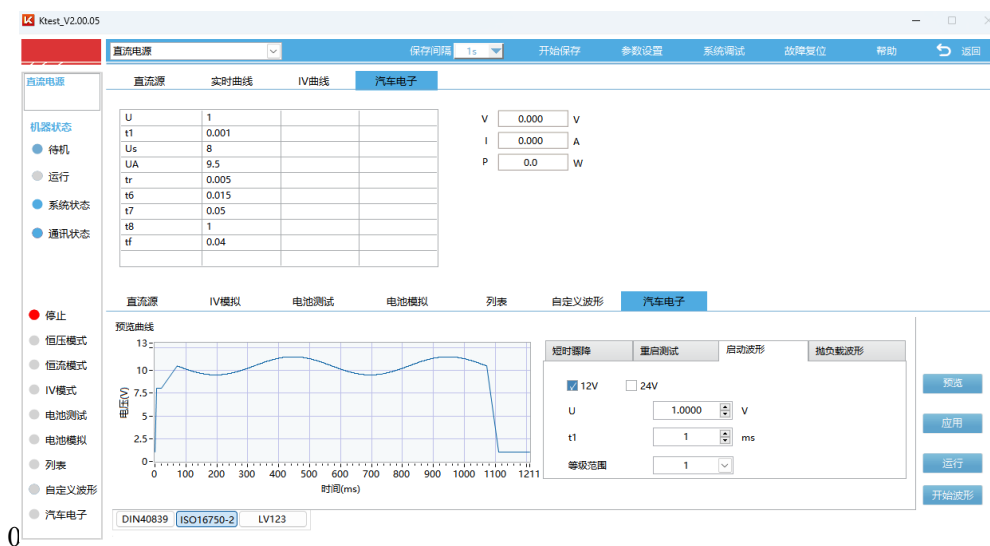 Ktest_V2.00.05
直流电源 保存间隔 1s 开始保存 参数设置 系统调试 故障复位 帮助 返回
直流电源
直流源 实时曲线 IV曲线 汽车电子
机器状态
待机
运行
系统状态
通讯状态
U 1
t1 0.001
Us 8
UA 9.5
tr 0.005
t6 0.015
t7 0.05
t8 1
tf 0.04
V 0.000 V
I 0.000 A
P 0.0 W
停止
恒压模式
恒流模式
IV模式
电池测试
电池模拟
列表
自定义波形
汽车电子
直流源 IV模拟 电池测试 电池模拟 列表 自定义波形 汽车电子
预览曲线
电压(V)
13
10
7.5
5
2.5
0
0 100 200 300 400 500 600 700 800 900 1000 1100 1211
时间(ms)
短时骤降 重启测试 启动波形 抛负载波形
12V 24V
U 1.0000 V
t1 1 ms
等级范围 1
预览
应用
运行
开始波形
DIN40839 ISO16750-2 LV123
0